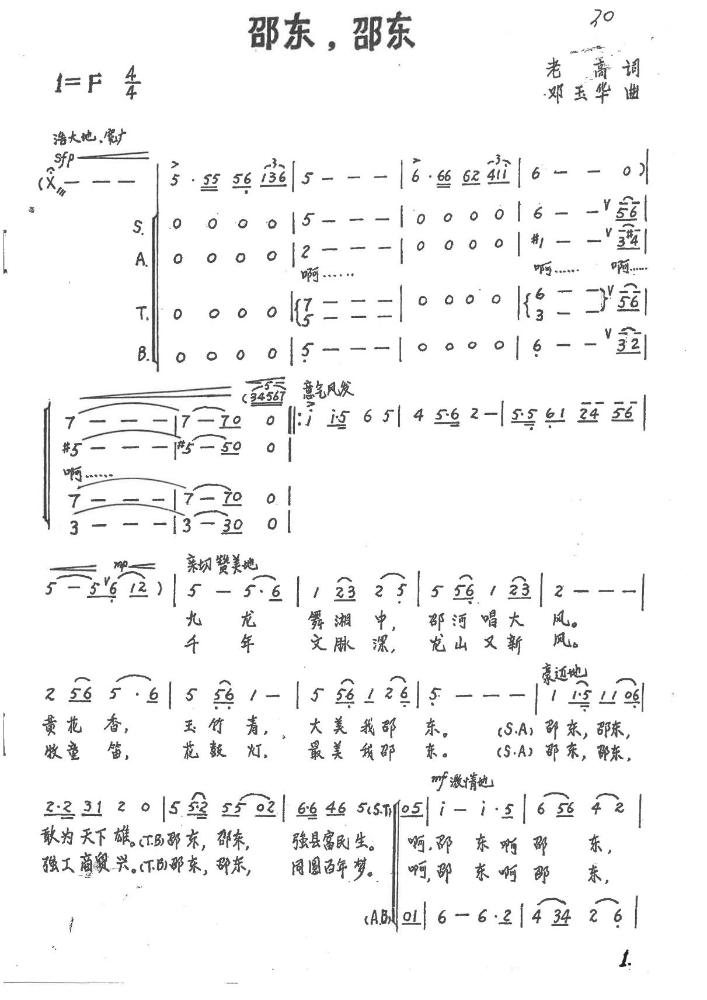 邵东，邵东
30
1=F 4/4
老高词
邓玉华曲
浩大地、宽广
sfp
(X - - - | 5 · 55 56 136 | 5 - - - | 6 · 66 62 411 | 6 - - 0 )
S. 0 0 0 0 | 5 - - - | 0 0 0 0 | 6 - - V 56 |
A. 0 0 0 0 | 2 - - - | 0 0 0 0 | #1 - - V 3#4 |
啊…… 啊…… 啊……
T. 0 0 0 0 | { 7 - - - | 0 0 0 0 | { 6 - - } V 56 |
5 - - - 3 - -
B. 0 0 0 0 | 5 - - - | 0 0 0 0 | 6 - - V 32 |
(34567 意气风发
7 - - - | 7 - 70 0 ‖: i i·5 6 5 | 4 5·6 2 - | 5·5 61 24 56 |
#5 - - - | #5 - 50 0 |
啊……
7 - - - | 7 - 70 0 |
3 - - - | 3 - 30 0 |
mp 亲切赞美地
5 - 5 V 6 12 ) | 5 - 5·6 | 1 23 2 5 | 5 56 1 23 | 2 - - - |
九龙舞湘中，邵河唱大风。
千年文脉深，龙山又新风。
豪迈地
2 56 5 · 6 | 5 56 1 - | 5 56 1 2 6 | 5 - - - | 1 1·5 11 06 |
黄花香，玉竹青，大美我邵东。(S.A) 邵东，邵东，
牧童笛，花鼓灯，最美我邵东。(S.A) 邵东，邵东，
mf 激情地
2·2 31 2 0 | 5 5·2 55 02 | 6·6 46 5 (S.T) 05 | i - i · 5 | 6 56 4 2 |
敢为天下雄。(T.B) 邵东，邵东，强县富民生。啊，邵东啊邵东，
强工商贸兴。(T.B) 邵东，邵东，同圆百年梦。啊，邵东啊邵东，
(A.B) 01 | 6 - 6 · 2 | 4 34 2 6 |
1.